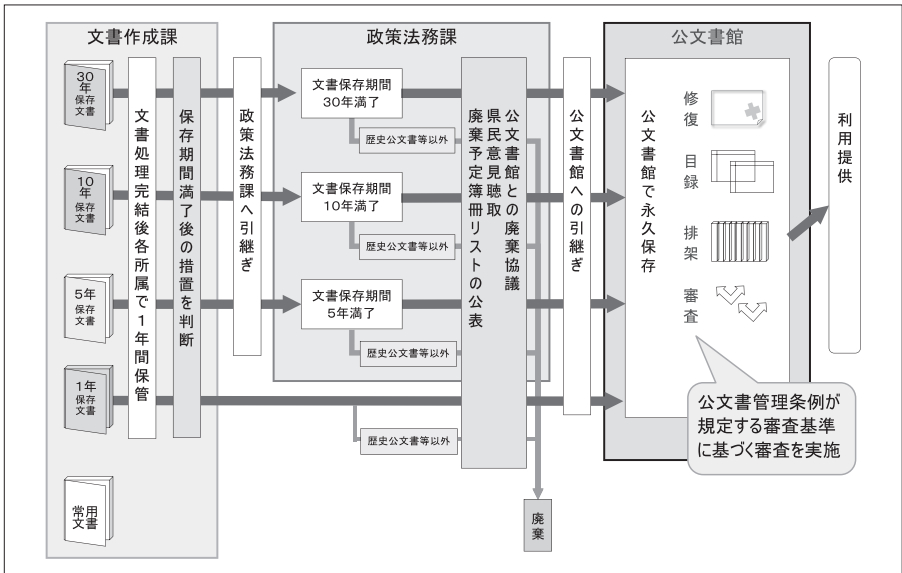 文書作成課
30年
保存
文書
10年
保存
文書
5年
保存
文書
1年
保存
文書
常用
文書
文書処理完結後各所属で1年間保管
保存期間満了後の措置を判断
政策法務課へ引継ぎ
政策法務課
文書保存期間
30年満了
歴史公文書等以外
文書保存期間
10年満了
歴史公文書等以外
文書保存期間
5年満了
歴史公文書等以外
歴史公文書等以外
公文書館との廃棄協議
県民意見聴取
廃棄予定簿冊リストの公表
廃棄
公文書館への引継ぎ
公文書館
公文書館で永久保存
修復
目録
排架
審査
公文書管理条例が
規定する審査基準
に基づく審査を実施
利用提供